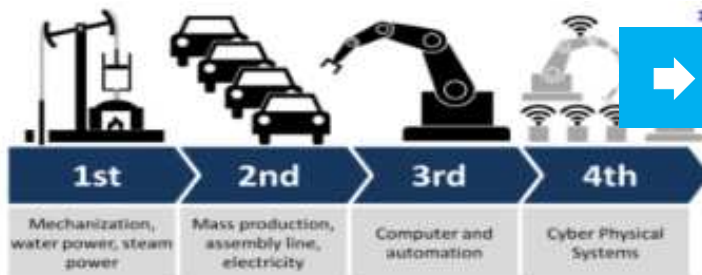 1st
2nd
3rd
4th
Mechanization,
water power, steam
power
Mass production,
assembly line,
electricity
Computer and
automation
Cyber Physical
Systems